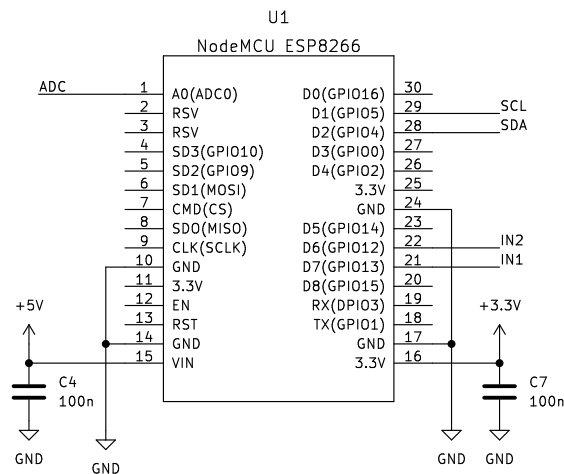 U1
NodeMCU ESP8266
ADC 1 A0(ADC0) D0(GPIO16) 30
2 RSV D1(GPIO5) 29 SCL
3 RSV D2(GPIO4) 28 SDA
4 SD3(GPIO10) D3(GPIO0) 27
5 SD2(GPIO9) D4(GPIO2) 26
6 SD1(MOSI) 3.3V 25
7 CMD(CS) GND 24
8 SDO(MISO) D5(GPIO14) 23
9 CLK(SCLK) D6(GPIO12) 22 IN2
10 GND D7(GPIO13) 21 IN1
11 3.3V D8(GPIO15) 20
+5V 12 EN RX(DPIO3) 19 +3.3V
13 RST TX(GPIO1) 18
14 GND GND 17
15 VIN 3.3V 16
C4 C7
100n 100n
GND GND GND GND